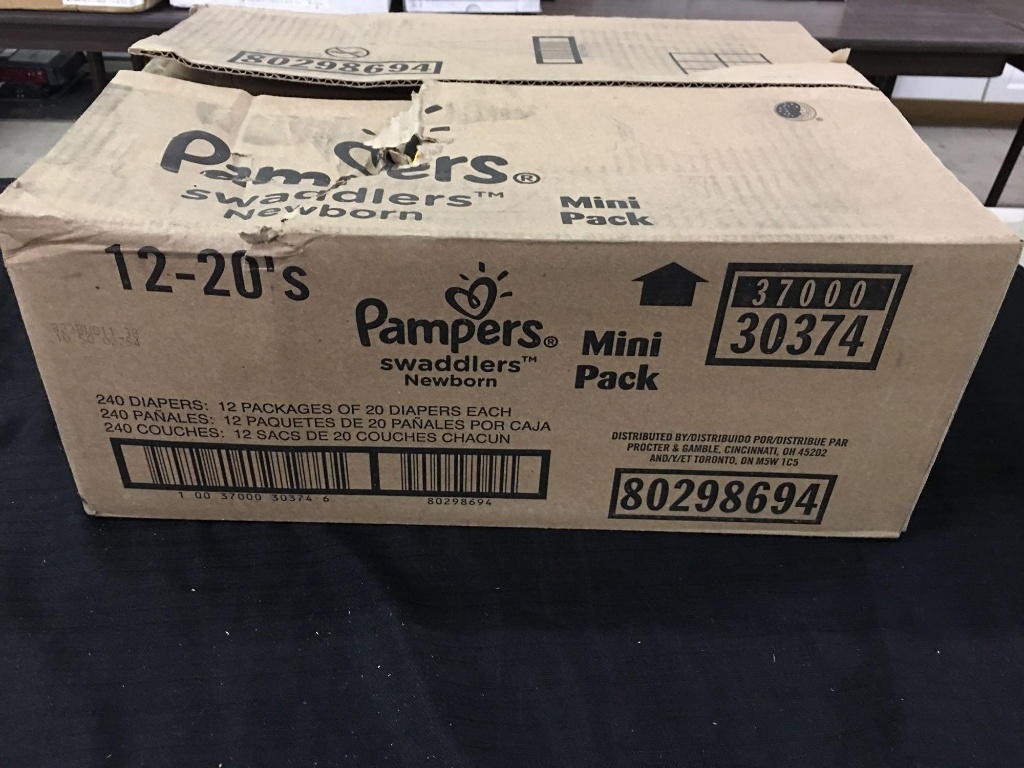 80298694
Pampers®
swaddlers™
Newborn
Mini
Pack
12-20's
Pampers®
swaddlers™
Newborn
Mini
Pack
37000
30374
240 DIAPERS: 12 PACKAGES OF 20 DIAPERS EACH
240 PAÑALES: 12 PAQUETES DE 20 PAÑALES POR CAJA
240 COUCHES: 12 SACS DE 20 COUCHES CHACUN
1 00 37000 30374 6
80298694
DISTRIBUTED BY/DISTRIBUIDO POR/DISTRIBUE PAR
PROCTER & GAMBLE, CINCINNATI, OH 45202
AND/Y/ET TORONTO, ON M5W 1C5
80298694